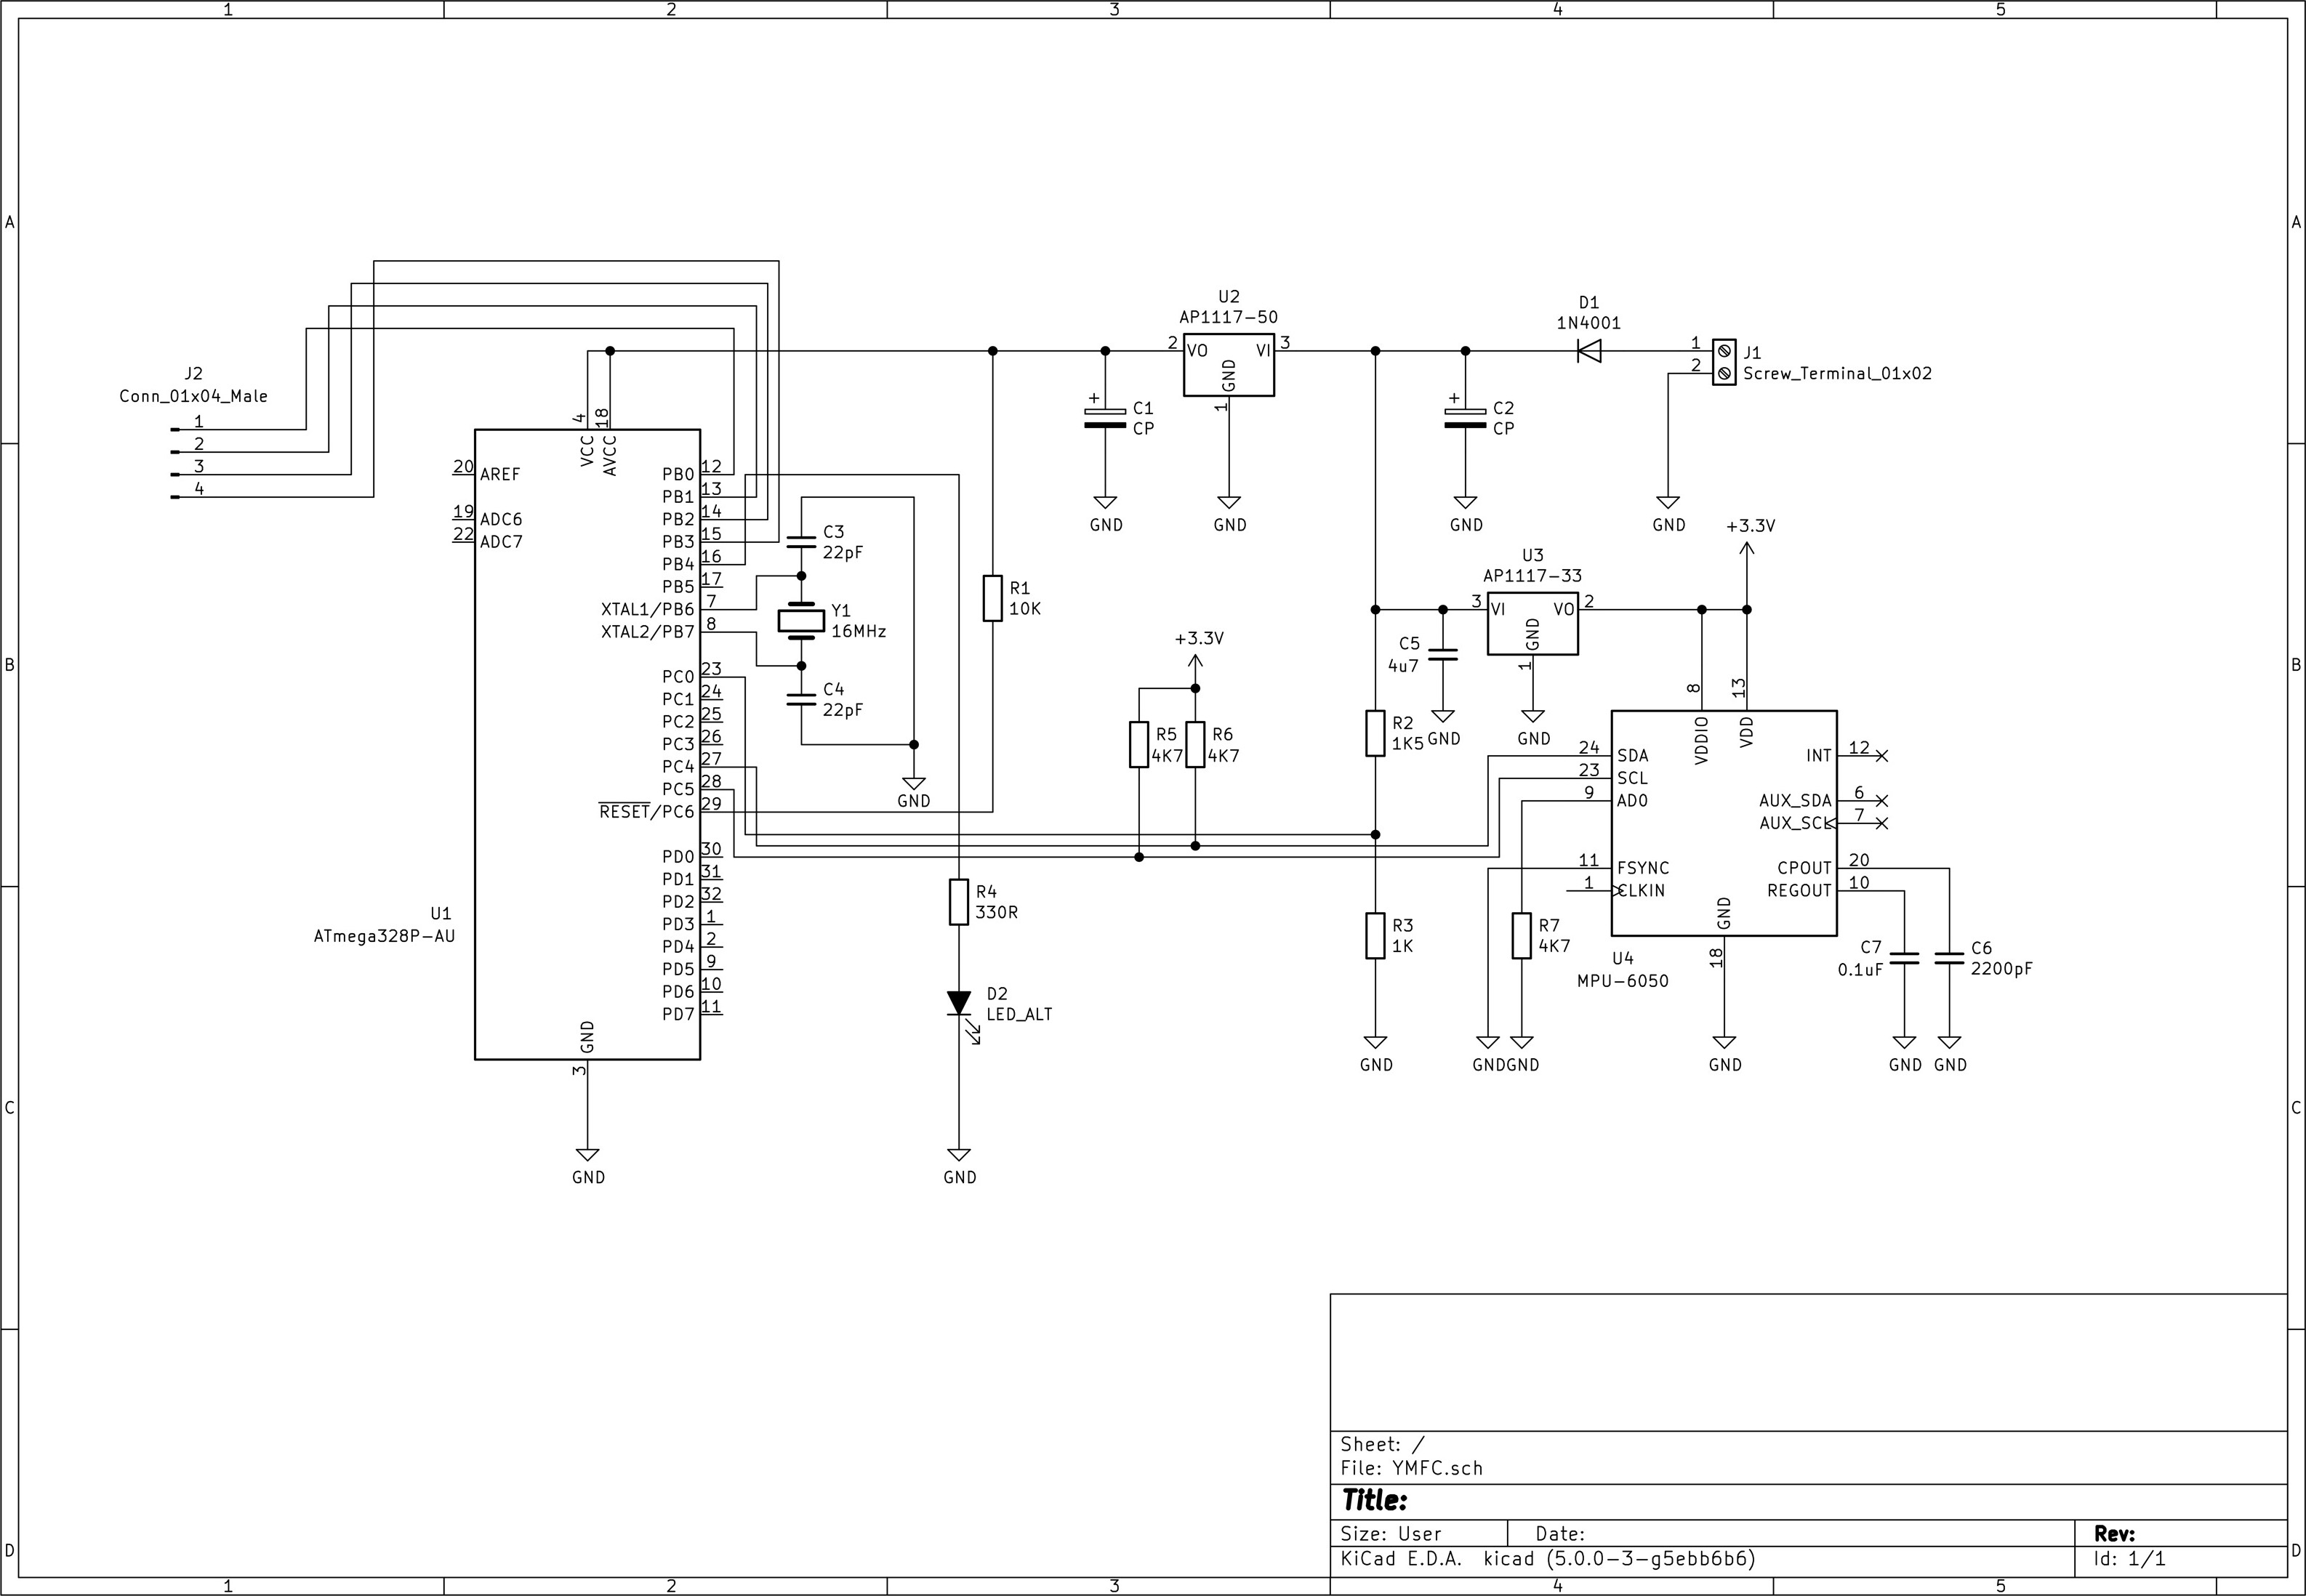 1 2 3 4 5
A A
B B
C C
D D
1 2 3 4 5
J2
Conn_01x04_Male
1
2
3
4
U1
ATmega328P-AU
4 18
VCC AVCC
20 AREF
19 ADC6
22 ADC7
PB0 12
PB1 13
PB2 14
PB3 15
PB4 16
PB5 17
XTAL1/PB6 7
XTAL2/PB7 8
PC0 23
PC1 24
PC2 25
PC3 26
PC4 27
PC5 28
RESET/PC6 29
PD0 30
PD1 31
PD2 32
PD3 1
PD4 2
PD5 9
PD6 10
PD7 11
GND
3
GND
C3
22pF
Y1
16MHz
C4
22pF
GND
R1
10K
R4
330R
D2
LED_ALT
GND
+
C1
CP
GND
U2
AP1117-50
2 VO VI 3
GND
1
GND
+
C2
CP
GND
D1
1N4001
1
2
J1
Screw_Terminal_01x02
GND
+3.3V
U3
AP1117-33
3 VI VO 2
GND
1
GND
C5
4u7
GND
+3.3V
R5
4K7
R6
4K7
R2
1K5
R3
1K
GND
8 13
VDDIO VDD
24 SDA
23 SCL
9 AD0
11 FSYNC
1 CLKIN
INT 12
AUX_SDA 6
AUX_SCL 7
CPOUT 20
REGOUT 10
GND
18
U4
MPU-6050
R7
4K7
GND
GND
GND
C7
0.1uF
GND
C6
2200pF
GND
Sheet: /
File: YMFC.sch
Title:
Size: User Date: Rev:
KiCad E.D.A. kicad (5.0.0-3-g5ebb6b6) Id: 1/1